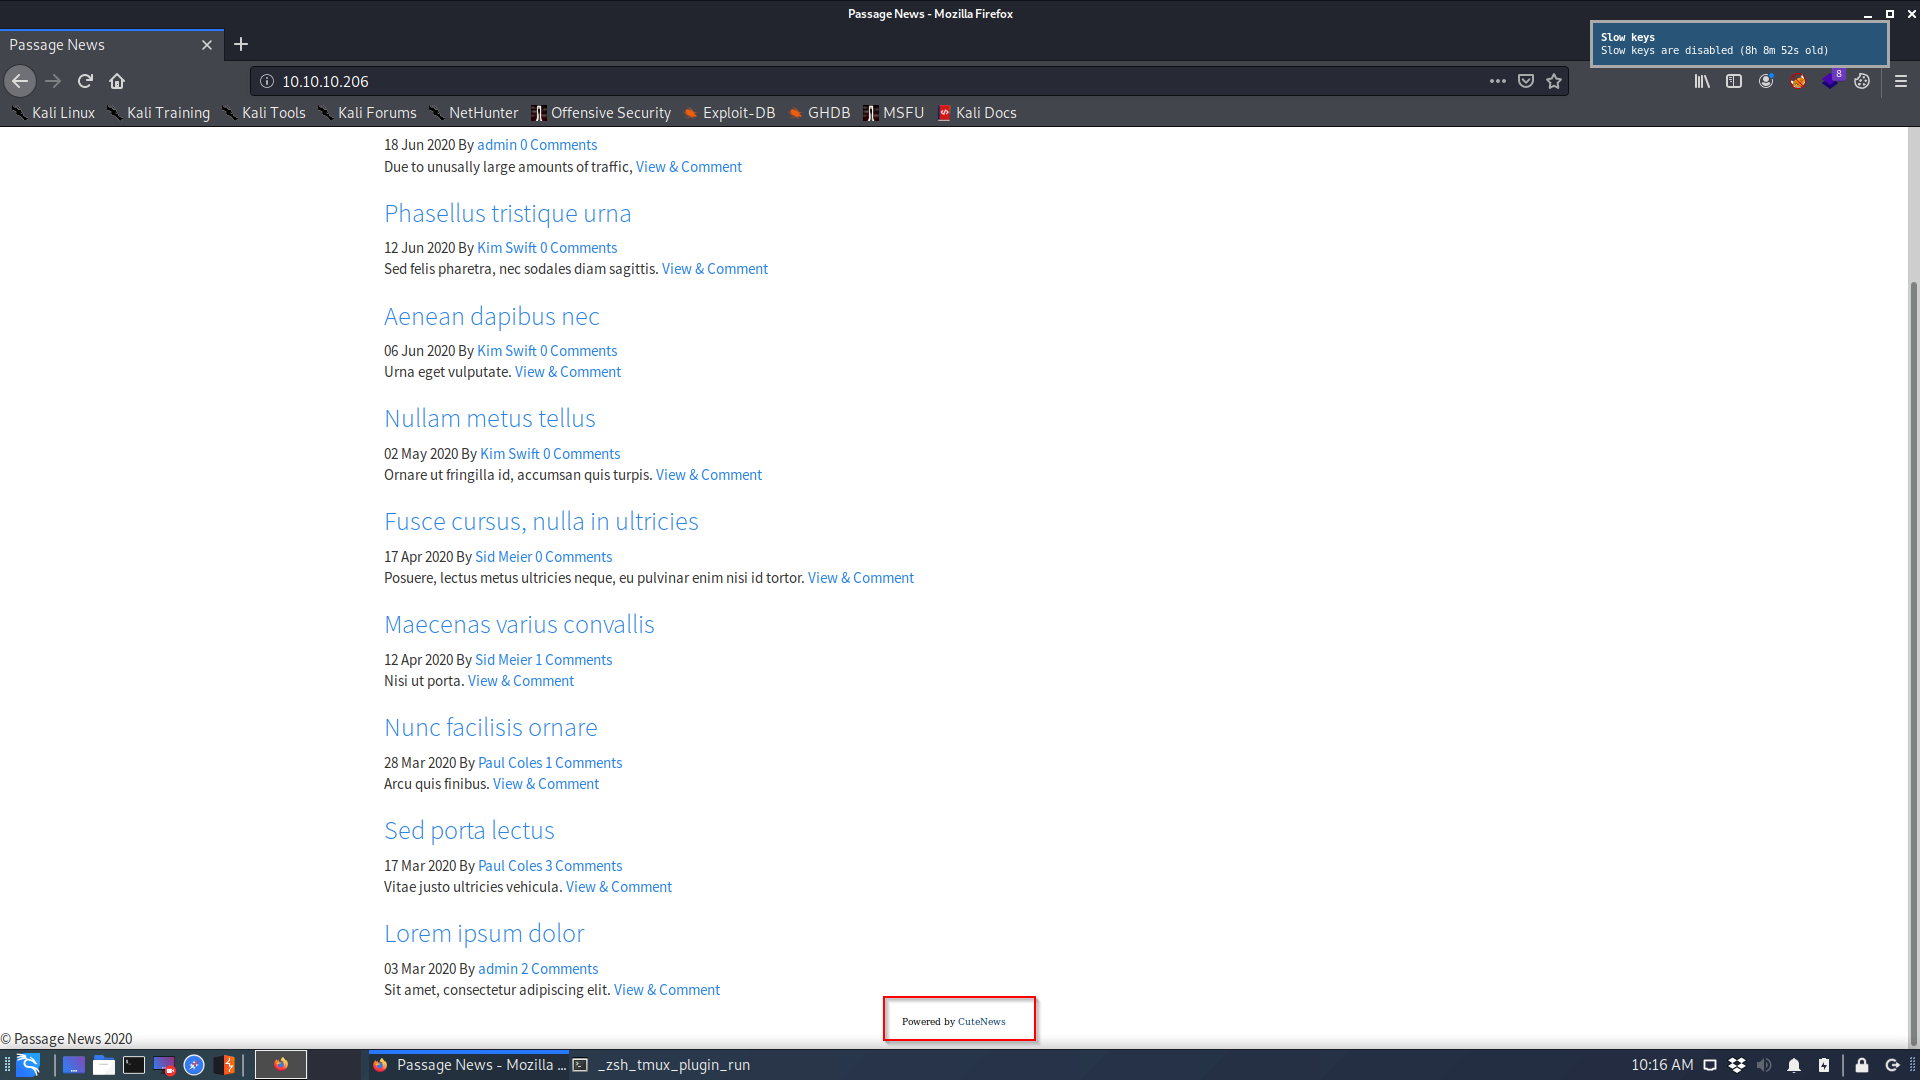 Passage News - Mozilla Firefox
Passage News
Slow keys
Slow keys are disabled (8h 8m 52s old)
10.10.10.206
8
Kali Linux Kali Training Kali Tools Kali Forums NetHunter Offensive Security Exploit-DB GHDB MSFU Kali Docs
18 Jun 2020 By admin 0 Comments
Due to unusally large amounts of traffic, View & Comment
Phasellus tristique urna
12 Jun 2020 By Kim Swift 0 Comments
Sed felis pharetra, nec sodales diam sagittis. View & Comment
Aenean dapibus nec
06 Jun 2020 By Kim Swift 0 Comments
Urna eget vulputate. View & Comment
Nullam metus tellus
02 May 2020 By Kim Swift 0 Comments
Ornare ut fringilla id, accumsan quis turpis. View & Comment
Fusce cursus, nulla in ultricies
17 Apr 2020 By Sid Meier 0 Comments
Posuere, lectus metus ultricies neque, eu pulvinar enim nisi id tortor. View & Comment
Maecenas varius convallis
12 Apr 2020 By Sid Meier 1 Comments
Nisi ut porta. View & Comment
Nunc facilisis ornare
28 Mar 2020 By Paul Coles 1 Comments
Arcu quis finibus. View & Comment
Sed porta lectus
17 Mar 2020 By Paul Coles 3 Comments
Vitae justo ultricies vehicula. View & Comment
Lorem ipsum dolor
03 Mar 2020 By admin 2 Comments
Sit amet, consectetur adipiscing elit. View & Comment
Powered by CuteNews
© Passage News 2020
Passage News - Mozilla ... _zsh_tmux_plugin_run 10:16 AM